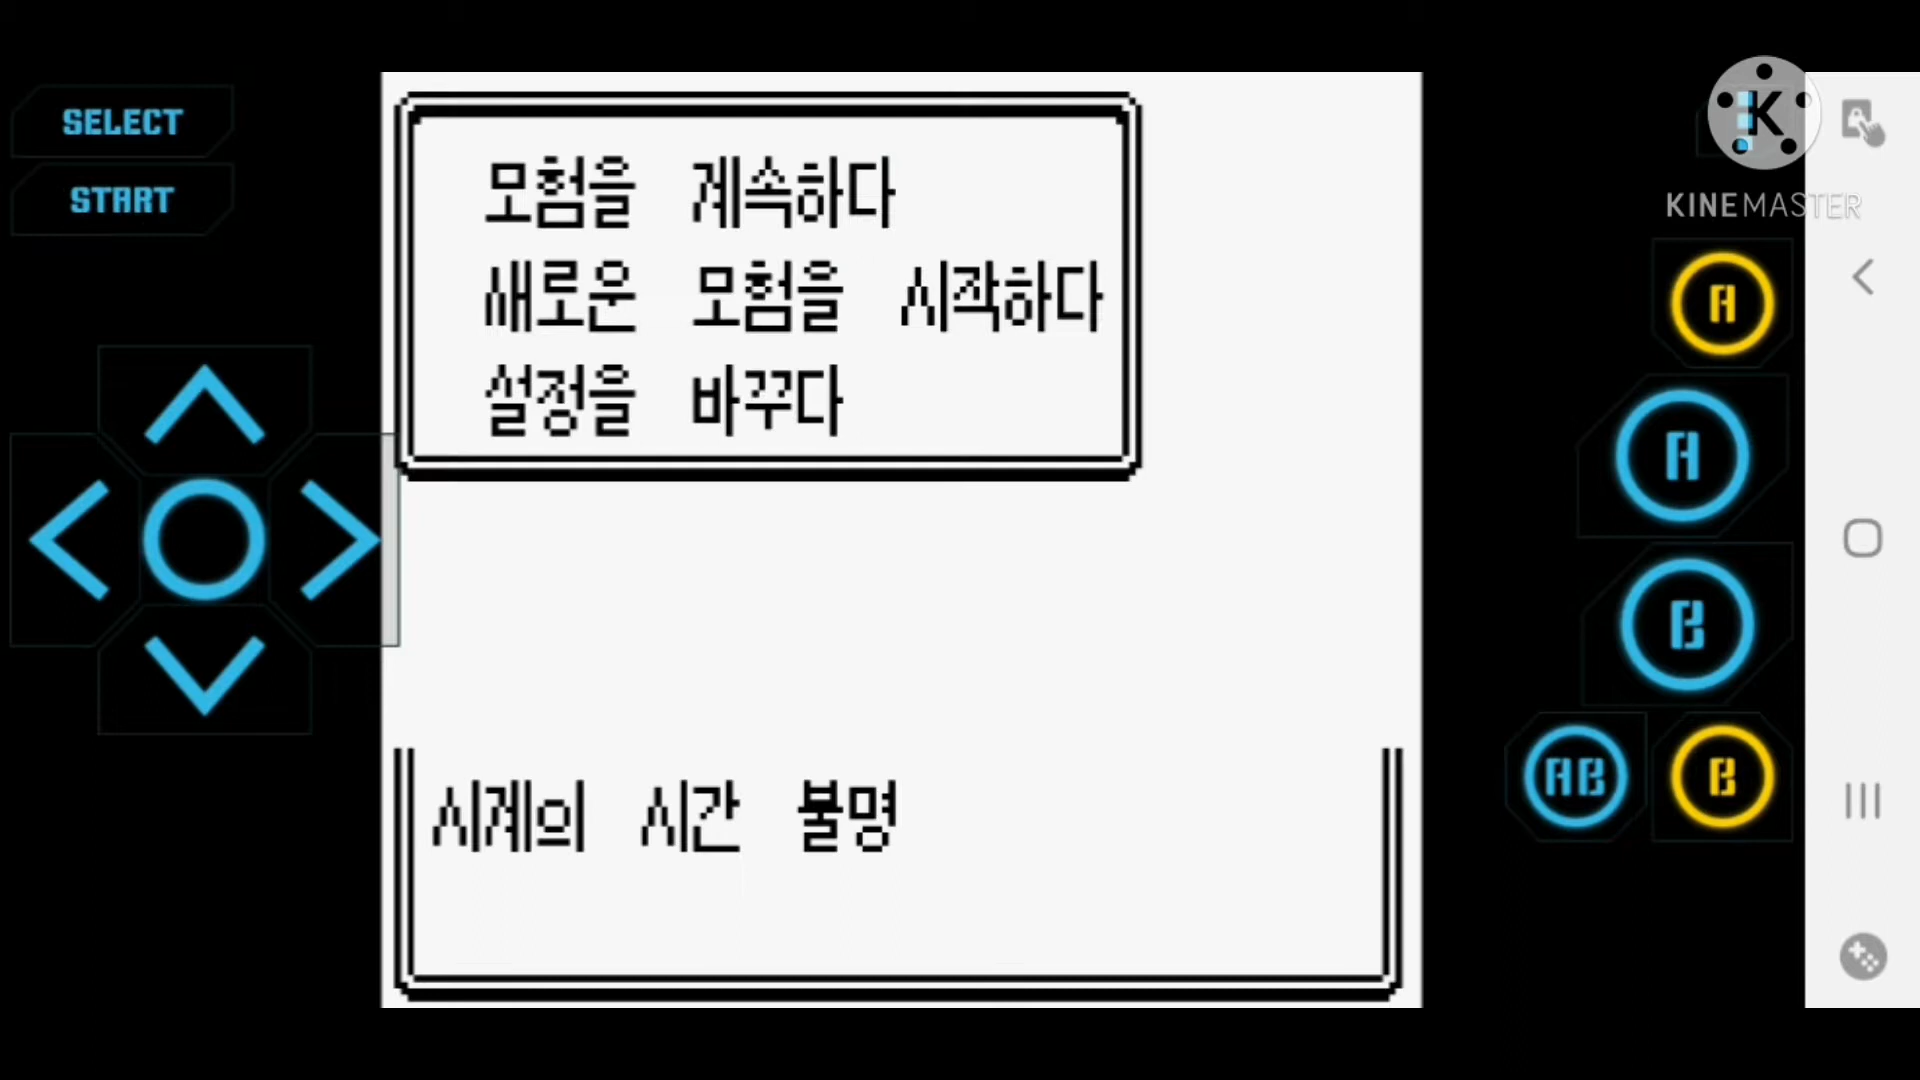 SELECT
START
모험을 계속하다
새로운 모험을 시작하다
설정을 바꾸다
시계의 시간 불명
K
KINEMASTER
A
A
B
AB
B